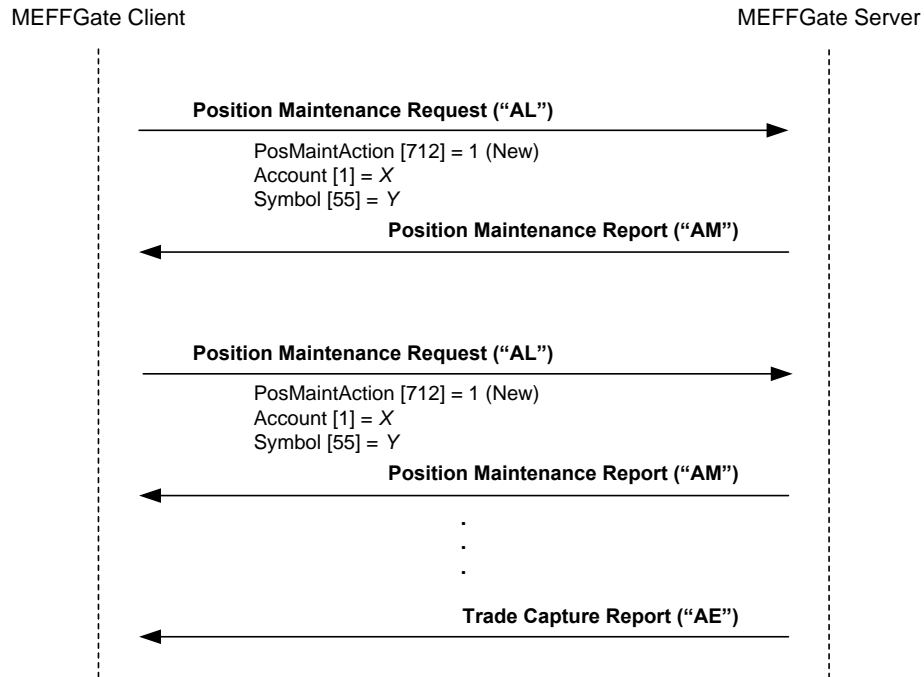 MEFFGate Client
MEFFGate Server
Position Maintenance Request (“AL”)
PosMaintAction [712] = 1 (New)
Account [1] = X
Symbol [55] = Y
Position Maintenance Report (“AM”)
Position Maintenance Request (“AL”)
PosMaintAction [712] = 1 (New)
Account [1] = X
Symbol [55] = Y
Position Maintenance Report (“AM”)
.
.
.
Trade Capture Report (“AE”)